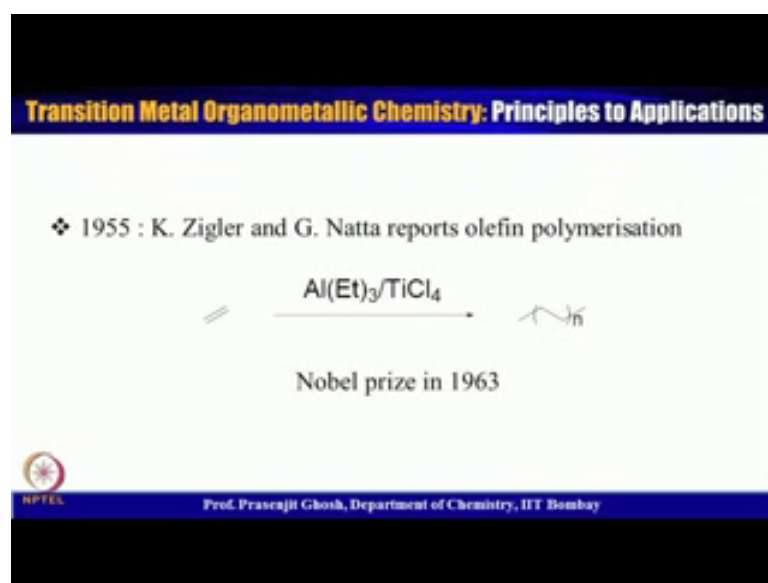 Transition Metal Organometallic Chemistry: Principles to Applications
❖ 1955 : K. Zigler and G. Natta reports olefin polymerisation
Al(Et)₃/TiCl₄
n
Nobel prize in 1963
NPTEL
Prof. Prasenjit Ghosh, Department of Chemistry, IIT Bombay